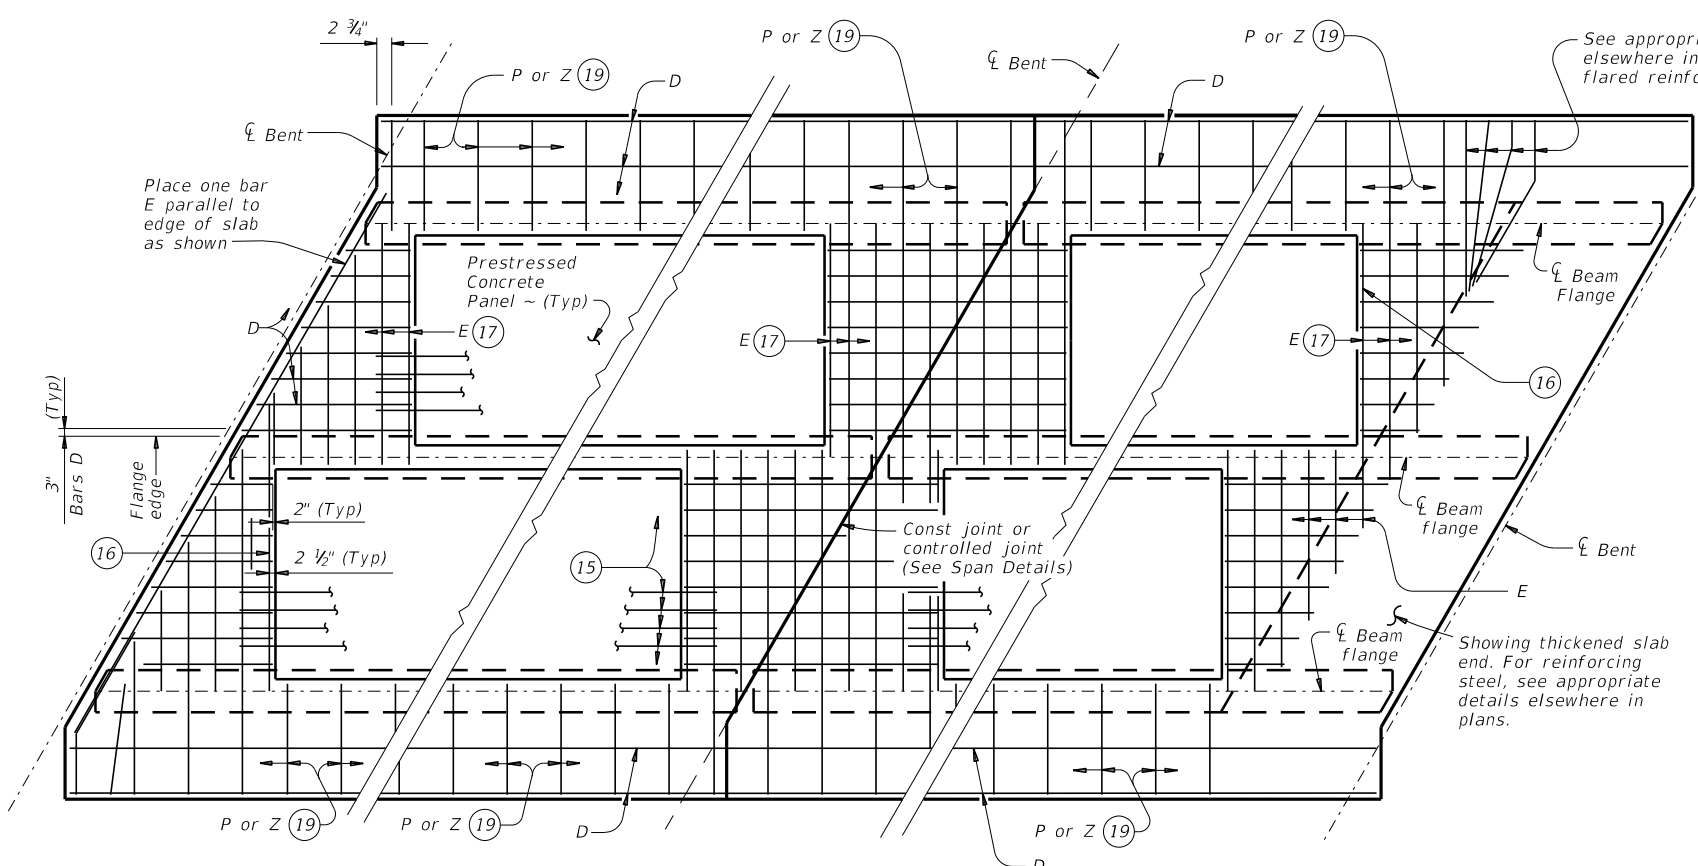 2 ¾"
P or Z 19
D
P or Z 19
℄ Bent
P or Z 19
D
See
elsewhere in
flared
℄ Bent
Place one bar
E parallel to
edge of slab
as shown
Prestressed
Concrete
Panel ~ (Typ)
℄ Beam
Flange
D
E 17
E 17
E 17
16
(Typ)
3"
Bars D
Flange
edge
2" (Typ)
16
2 ½" (Typ)
15
Const joint or
controlled joint
(See Span Details)
℄ Beam
flange
℄ Bent
E
℄ Beam
flange
Showing thickened slab
end. For reinforcing
steel, see appropriate
details elsewhere in
plans.
P or Z 19
P or Z 19
D
P or Z 19
D